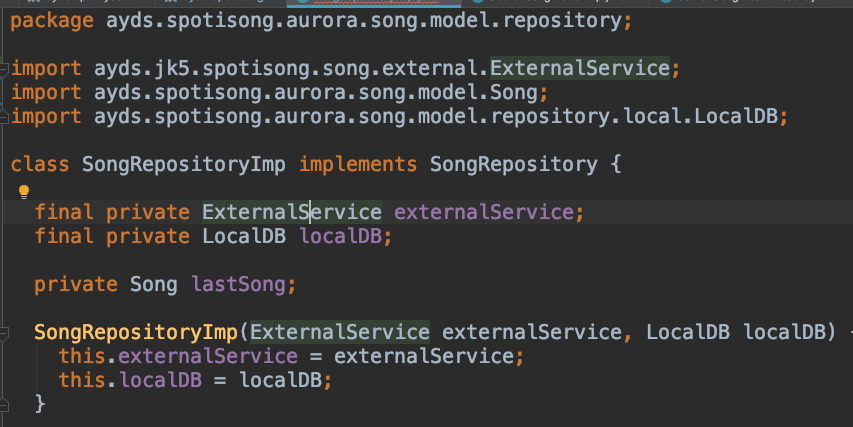 package ayds.spotisong.aurora.song.model.repository;
import ayds.jk5.spotisong.song.external.ExternalService;
import ayds.spotisong.aurora.song.model.Song;
import ayds.spotisong.aurora.song.model.repository.local.LocalDB;
class SongRepositoryImp implements SongRepository {
final private ExternalService externalService;
final private LocalDB localDB;
private Song lastSong;
SongRepositoryImp(ExternalService externalService, LocalDB localDB) {
this.externalService = externalService;
this.localDB = localDB;
}